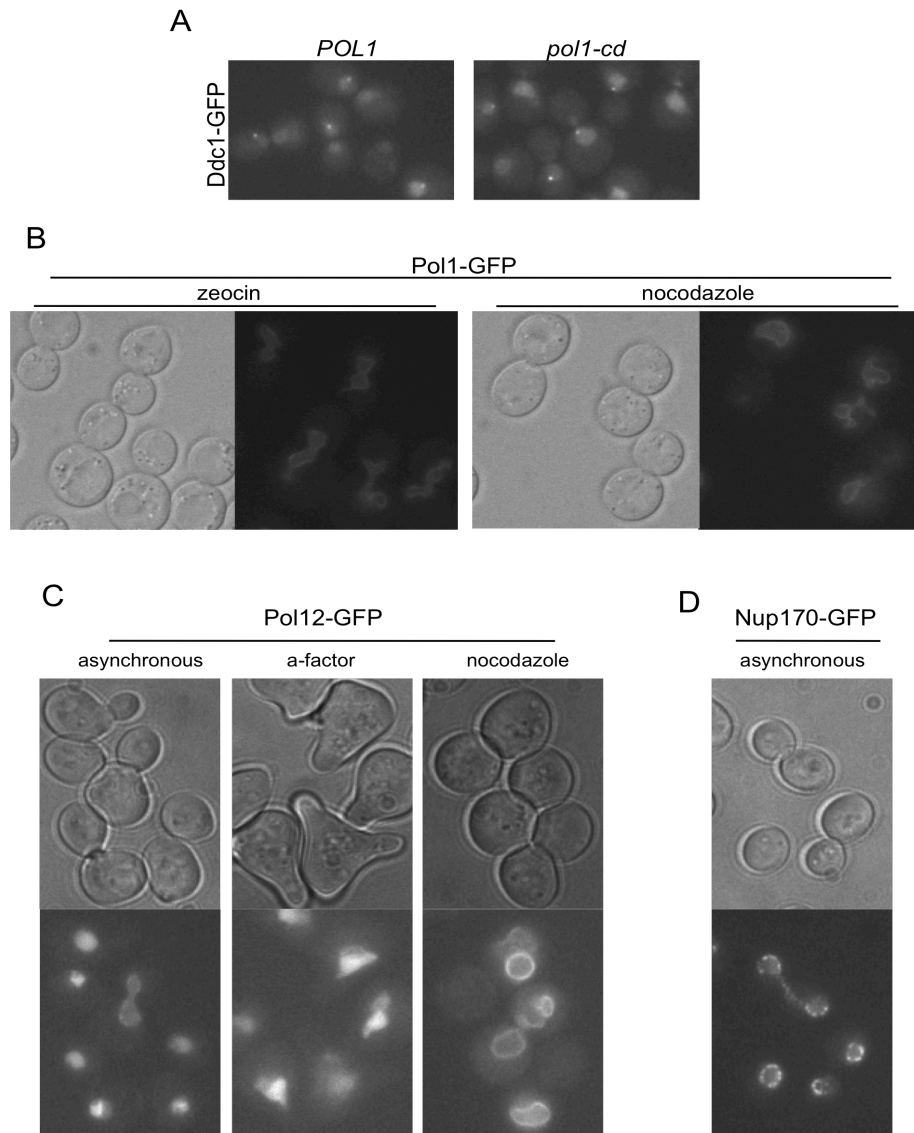 A
POL1
pol1-cd
Ddc1-GFP
B
Pol1-GFP
zeocin
nocodazole
C
Pol12-GFP
asynchronous
a-factor
nocodazole
D
Nup170-GFP
asynchronous